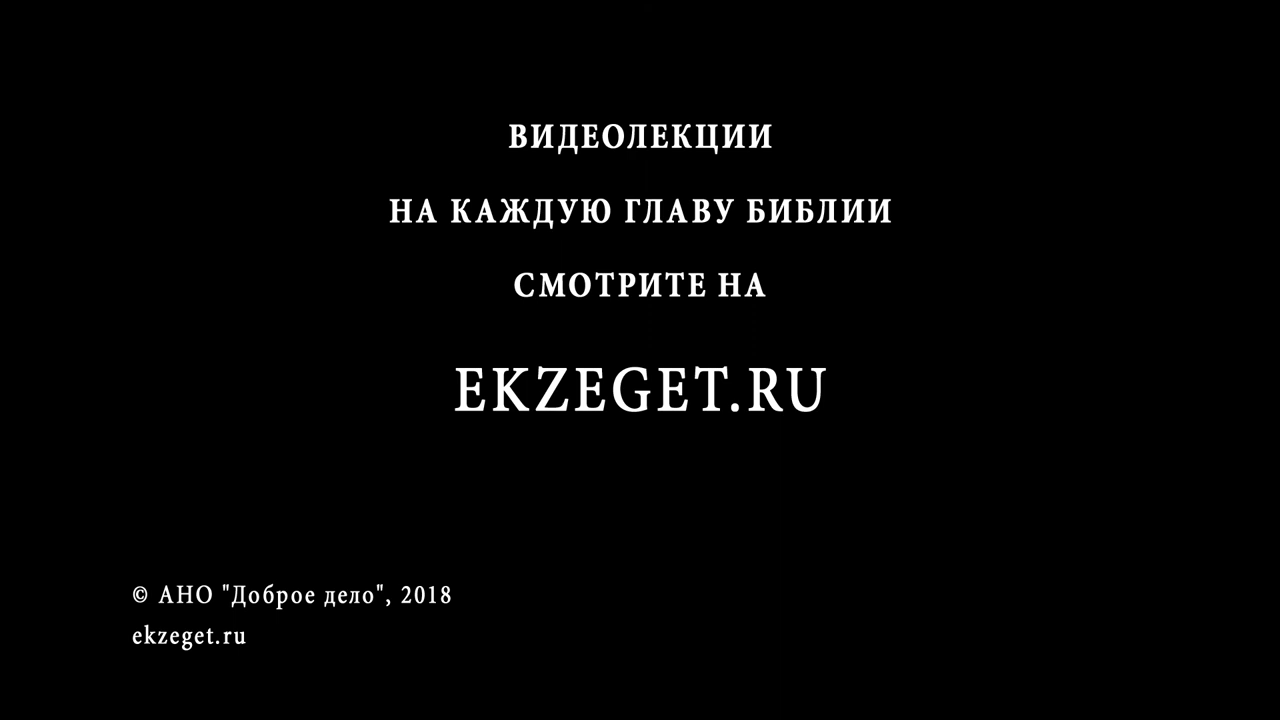 ВИДЕОЛЕКЦИИ
НА КАЖДУЮ ГЛАВУ БИБЛИИ
СМОТРИТЕ НА
EKZEGET.RU
© АНО "Доброе дело", 2018
ekzeget.ru